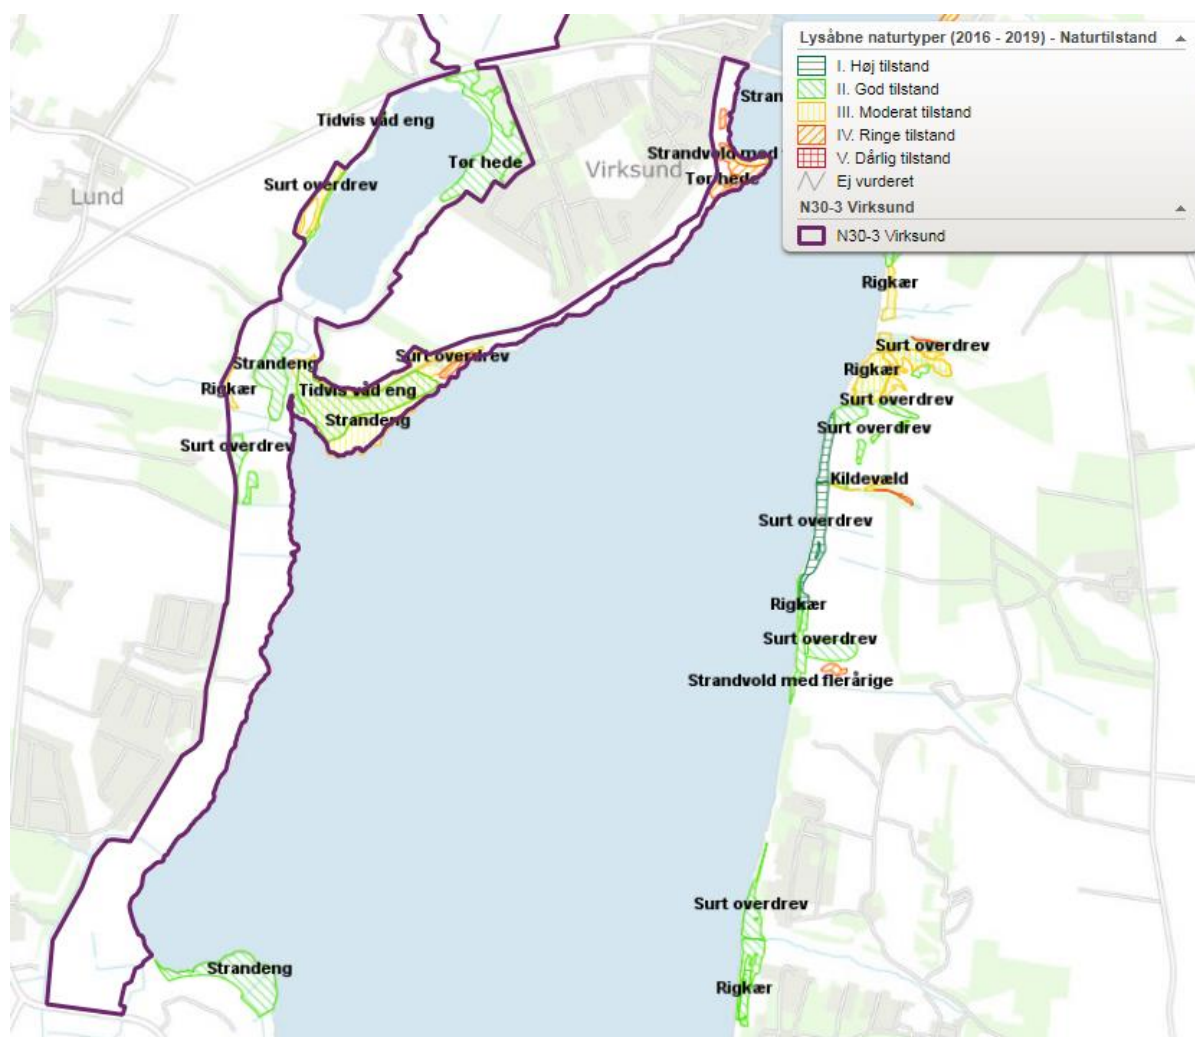 Lysåbne naturtyper (2016 - 2019) - Naturtilstand
I. Høj tilstand
II. God tilstand
III. Moderat tilstand
IV. Ringe tilstand
V. Dårlig tilstand
Ej vurderet
N30-3 Virksund
N30-3 Virksund
Stran
Tidvis våd eng
Strandvold med
Tør hede
Virksund
Tør hede
Surt overdrev
Lund
Rigkær
Surt overdrev
Surt overdrev
Strandeng
Rigkær
Rigkær
Tidvis våd eng
Surt overdrev
Strandeng
Surt overdrev
Surt overdrev
Kildevæld
Surt overdrev
Rigkær
Surt overdrev
Strandvold med flerårige
Surt overdrev
Strandeng
Rigkær